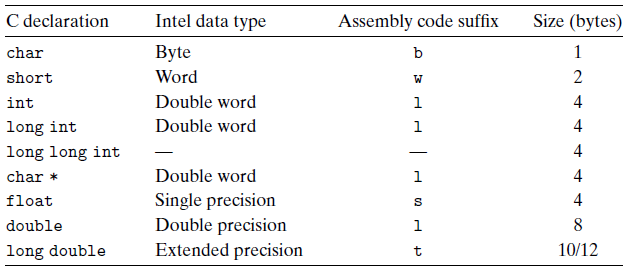 C declaration Intel data type Assembly code suffix Size (bytes)
char Byte b 1
short Word w 2
int Double word l 4
long int Double word l 4
long long int — — 4
char * Double word l 4
float Single precision s 4
double Double precision l 8
long double Extended precision t 10/12